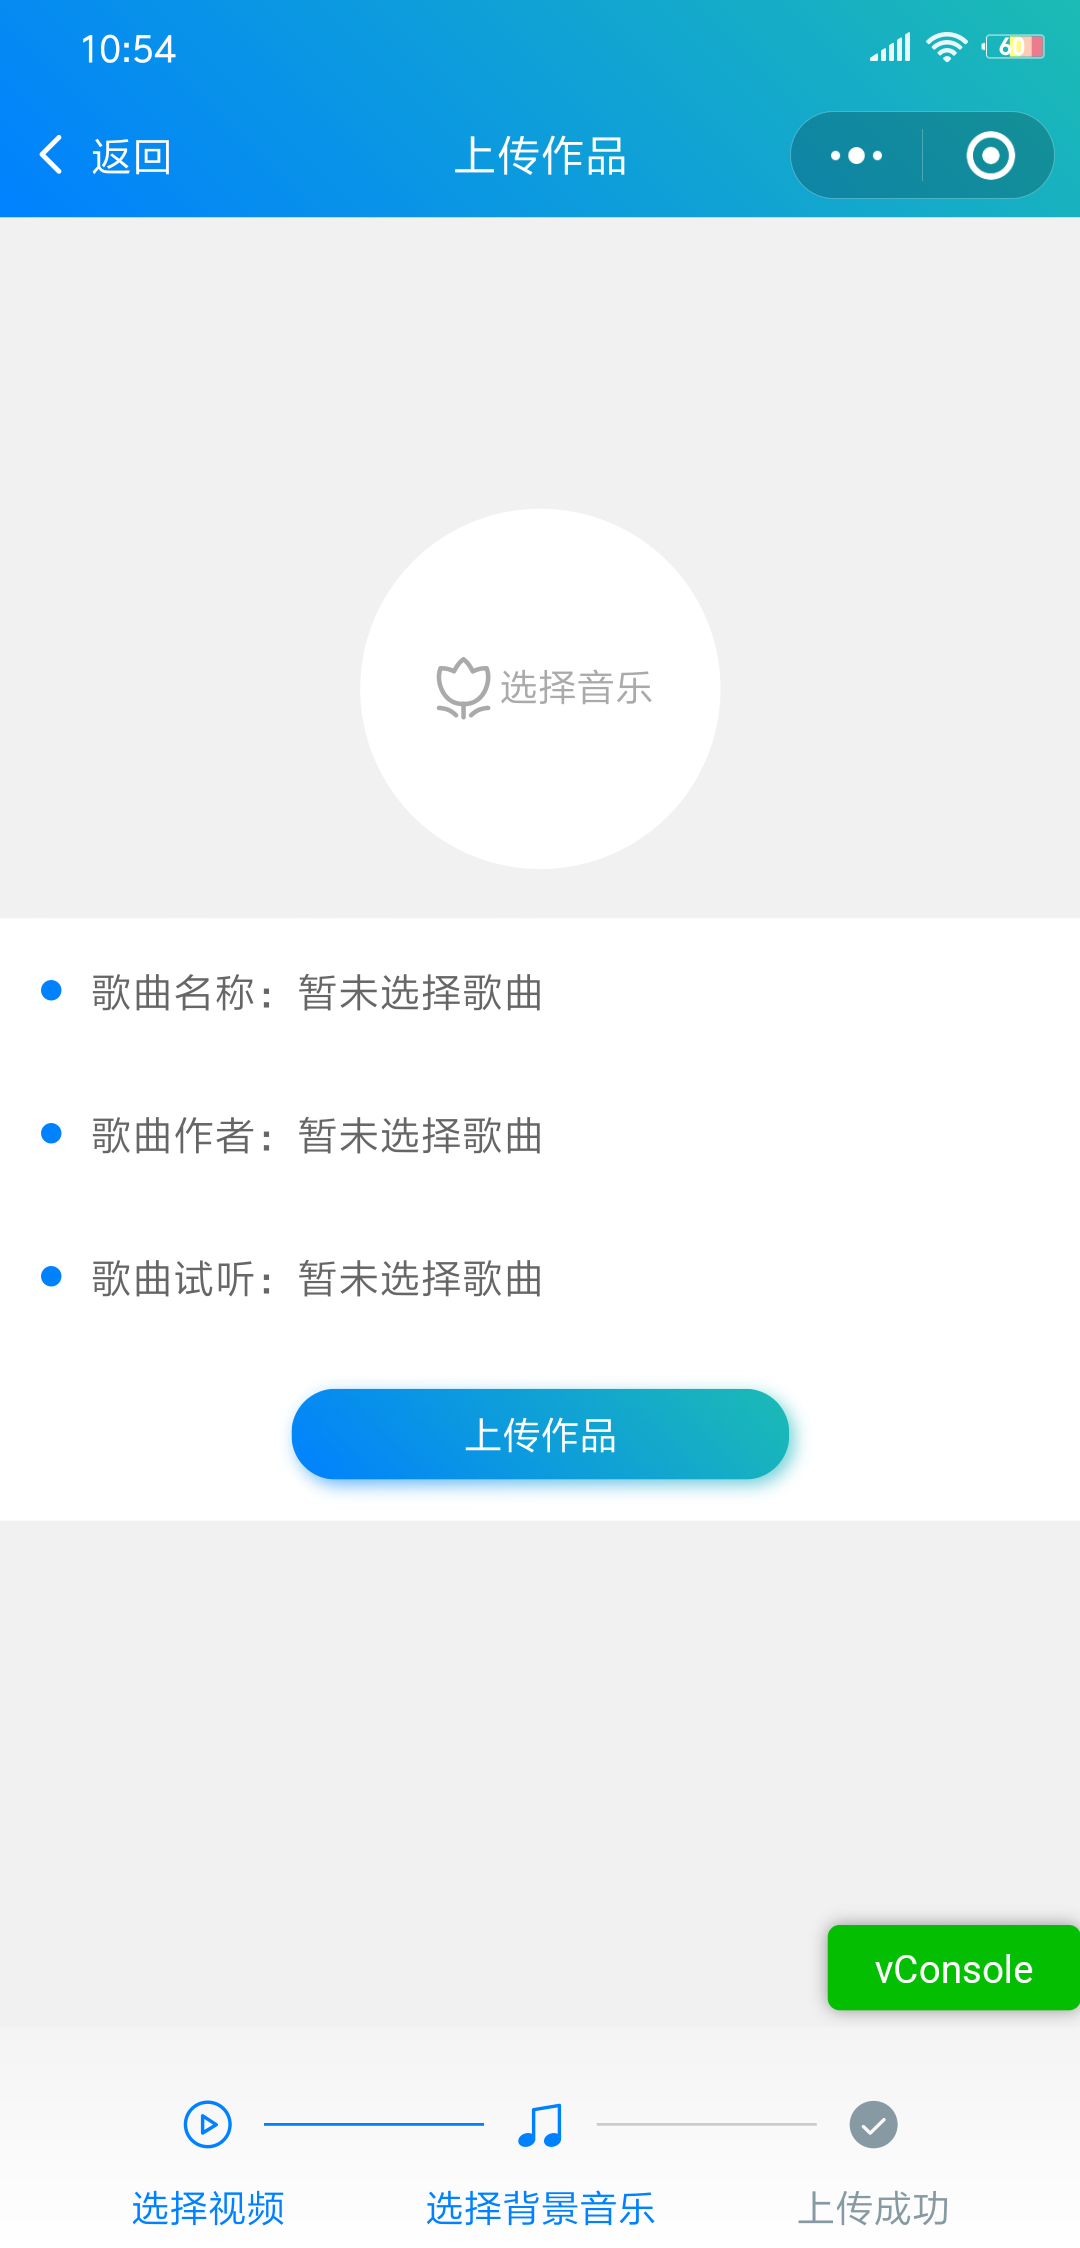 10:54
60
返回
上传作品
选择音乐
歌曲名称：暂未选择歌曲
歌曲作者：暂未选择歌曲
歌曲试听：暂未选择歌曲
上传作品
vConsole
选择视频
选择背景音乐
上传成功